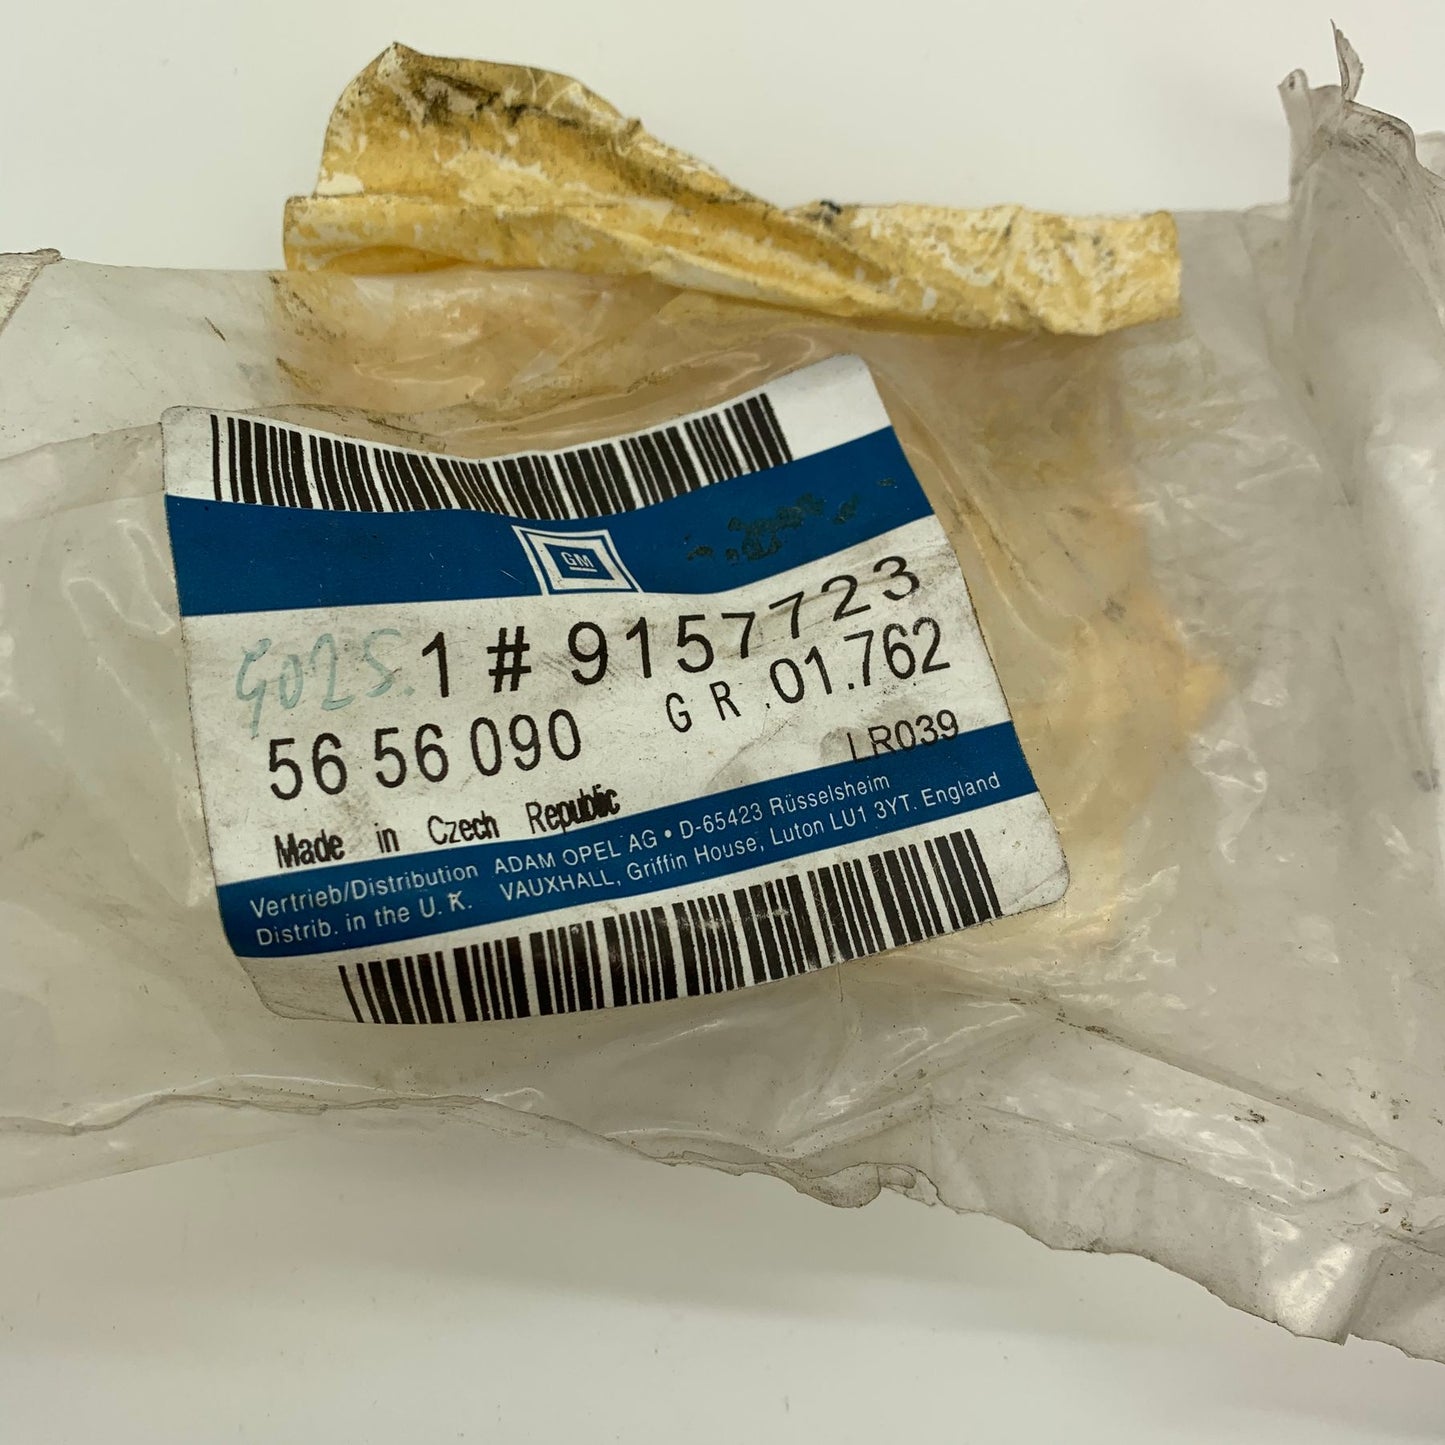 GM
1 # 9157723
56 56 090 GR.01.762
LR039
Made in Czech Republic
Vertrieb/Distribution ADAM OPEL AG • D-65423 Rüsselsheim
Distrib. in the U.K. VAUXHALL, Griffin House, Luton LU1 3YT. England